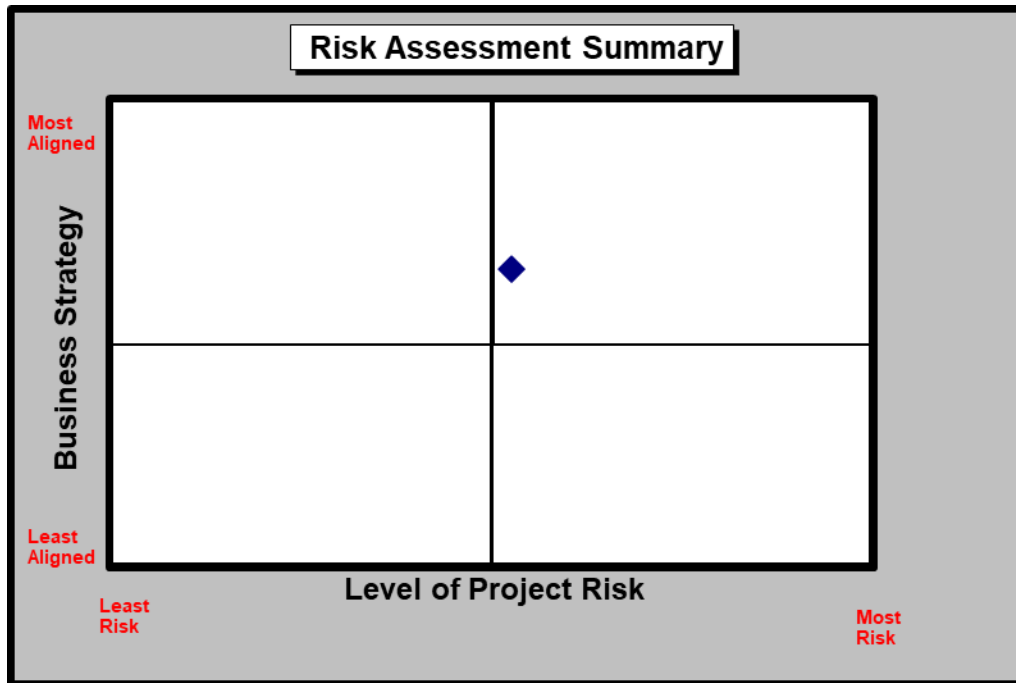 Risk Assessment Summary
Most
Aligned
Business Strategy
Least
Aligned
Level of Project Risk
Least
Risk
Most
Risk